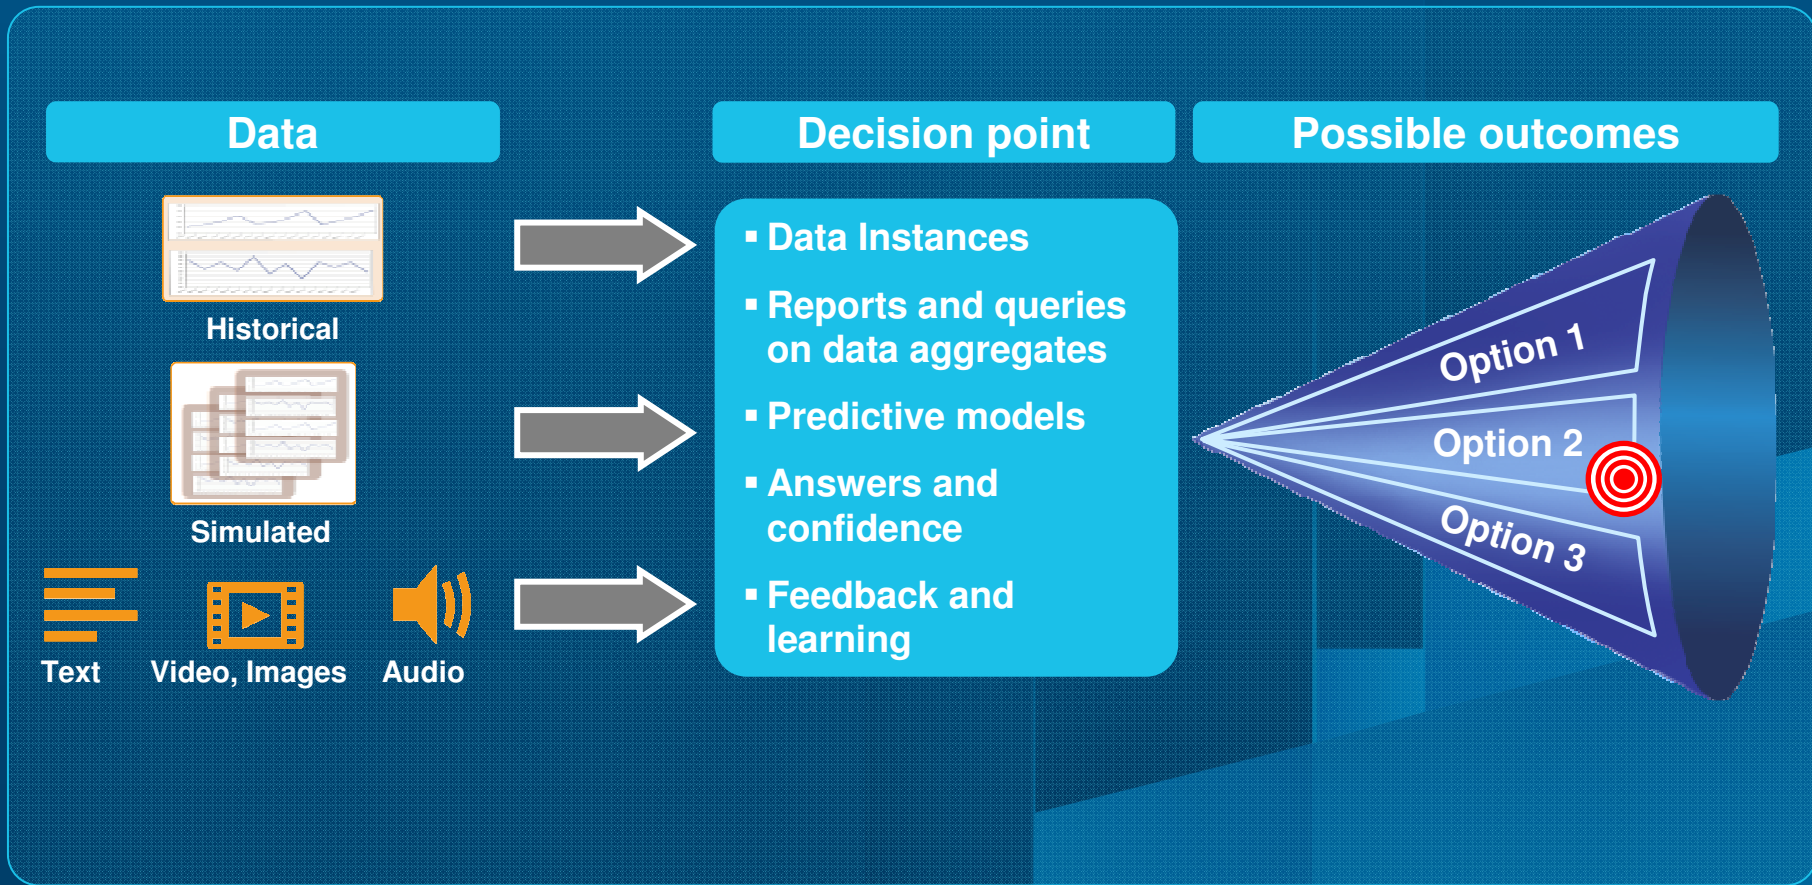 Data
Decision point
Possible outcomes
Historical
Simulated
Text
Video, Images
Audio
▪ Data Instances
▪ Reports and queries
on data aggregates
▪ Predictive models
▪ Answers and
confidence
▪ Feedback and
learning
Option 1
Option 2
Option 3